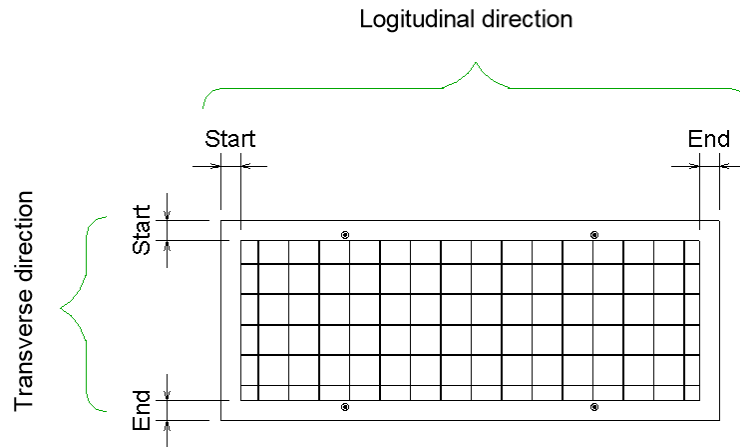 Logitudinal direction
Start
End
Transverse direction
Start
End